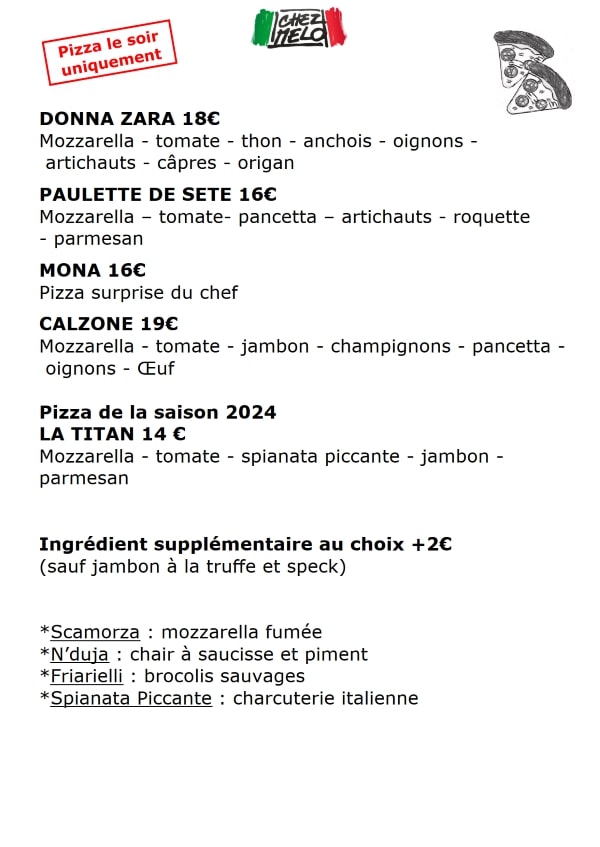 CHEZ
MELO
Pizza le soir
uniquement
DONNA ZARA 18€
Mozzarella - tomate - thon - anchois - oignons -
artichauts - câpres - origan
PAULETTE DE SETE 16€
Mozzarella – tomate- pancetta – artichauts - roquette
- parmesan
MONA 16€
Pizza surprise du chef
CALZONE 19€
Mozzarella - tomate - jambon - champignons - pancetta -
oignons - Œuf
Pizza de la saison 2024
LA TITAN 14 €
Mozzarella - tomate - spianata piccante - jambon -
parmesan
Ingrédient supplémentaire au choix +2€
(sauf jambon à la truffe et speck)
*Scamorza : mozzarella fumée
*N’duja : chair à saucisse et piment
*Friarielli : brocolis sauvages
*Spianata Piccante : charcuterie italienne